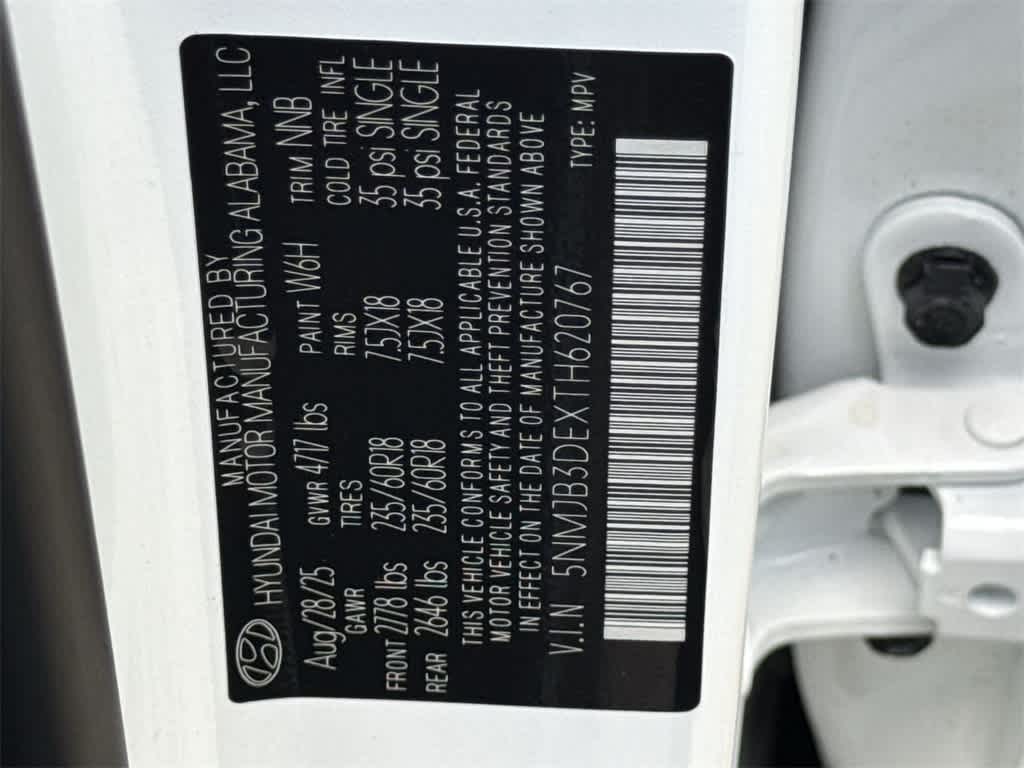 MANUFACTURED BY
HYUNDAI MOTOR MANUFACTURING ALABAMA, LLC
Aug/28/25 GVWR 4717 lbs PAINT W6H TRIM NNB
GAWR TIRES RIMS COLD TIRE INFL
FRONT 2778 lbs 235/60R18 7.5JX18 35 psi SINGLE
REAR 2646 lbs 235/60R18 7.5JX18 35 psi SINGLE
THIS VEHICLE CONFORMS TO ALL APPLICABLE U.S.A. FEDERAL
MOTOR VEHICLE SAFETY AND THEFT PREVENTION STANDARDS
IN EFFECT ON THE DATE OF MANUFACTURE SHOWN ABOVE
V.I.N 5NMJB3DEXTH620767 TYPE: MPV